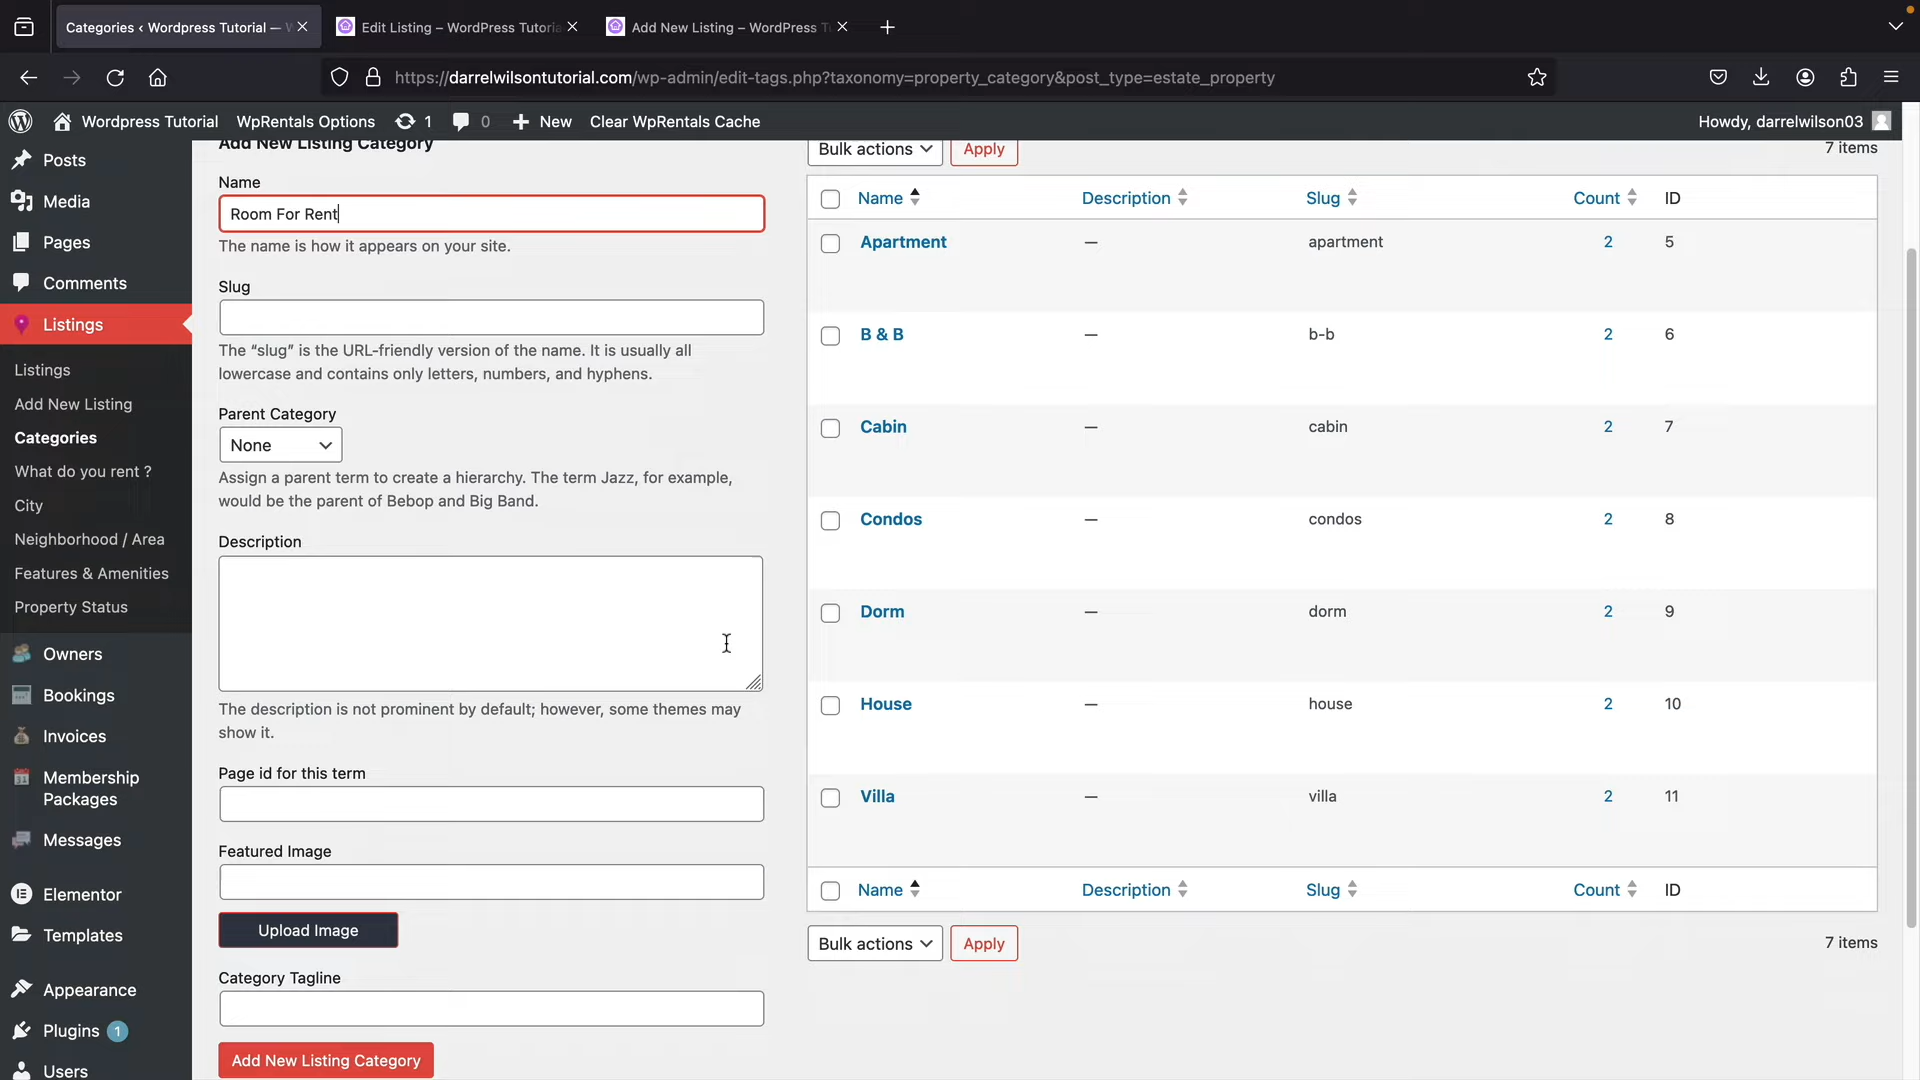 Categories ‹ Wordpress Tutorial — W
Edit Listing – WordPress Tutoria
Add New Listing – WordPress T
https://darrelwilsontutorial.com/wp-admin/edit-tags.php?taxonomy=property_category&post_type=estate_property
Wordpress Tutorial
WpRentals Options
1
0
New
Clear WpRentals Cache
Howdy, darrelwilson03
Posts
Media
Pages
Comments
Listings
Listings
Add New Listing
Categories
What do you rent ?
City
Neighborhood / Area
Features & Amenities
Property Status
Owners
Bookings
Invoices
Membership
Packages
Messages
Elementor
Templates
Appearance
Plugins 1
Users
Add New Listing Category
Name
Room For Rent
The name is how it appears on your site.
Slug
The “slug” is the URL-friendly version of the name. It is usually all
lowercase and contains only letters, numbers, and hyphens.
Parent Category
None
Assign a parent term to create a hierarchy. The term Jazz, for example,
would be the parent of Bebop and Big Band.
Description
The description is not prominent by default; however, some themes may
show it.
Page id for this term
Featured Image
Upload Image
Category Tagline
Add New Listing Category
Bulk actions Apply 7 items
Name Description Slug Count ID
Apartment — apartment 2 5
B & B — b-b 2 6
Cabin — cabin 2 7
Condos — condos 2 8
Dorm — dorm 2 9
House — house 2 10
Villa — villa 2 11
Name Description Slug Count ID
Bulk actions Apply 7 items